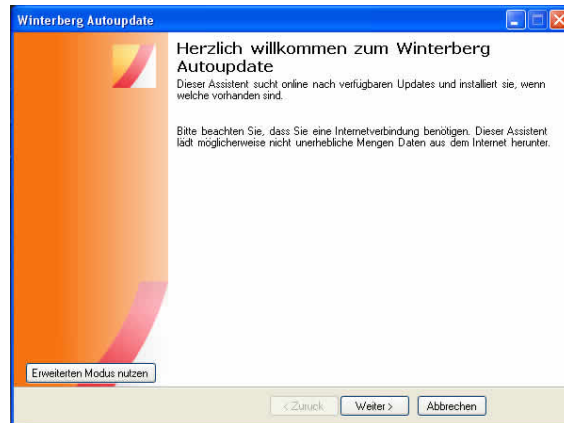 Winterberg Autoupdate
Herzlich willkommen zum Winterberg
Autoupdate
Dieser Assistent sucht online nach verfügbaren Updates und installiert sie, wenn
welche vorhanden sind.
Bitte beachten Sie, dass Sie eine Internetverbindung benötigen. Dieser Assistent
lädt möglicherweise nicht unerhebliche Mengen Daten aus dem Internet herunter.
Erweiterten Modus nutzen
< Zurück
Weiter >
Abbrechen